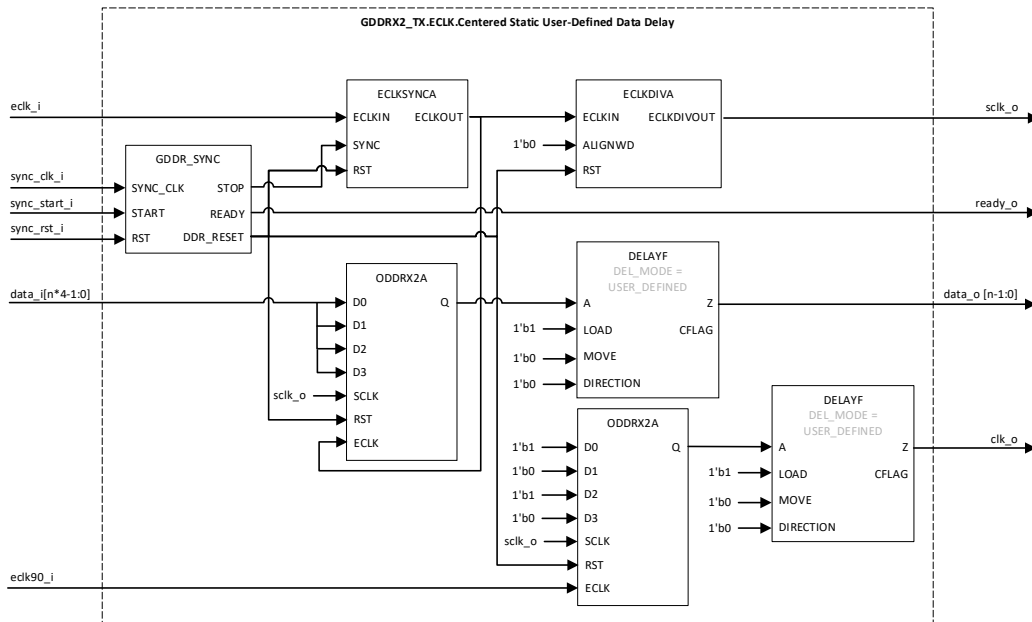 GDDRX2_TX.ECLK.Centered Static User-Defined Data Delay
eclk_i
ECLKSYNCA
ECLKIN ECLKOUT
SYNC
RST
ECLKDIVA
ECLKIN ECLKDIVOUT
1'b0 ALIGNWD
RST
sclk_o
GDDR_SYNC
sync_clk_i
SYNC_CLK STOP
sync_start_i
START READY
ready_o
sync_rst_i
RST DDR_RESET
data_i[n*4-1:0]
ODDRX2A
D0 Q
D1
D2
D3
sclk_o SCLK
RST
ECLK
DELAYF
DEL_MODE =
USER_DEFINED
A Z
1'b1 LOAD CFLAG
1'b0 MOVE
1'b0 DIRECTION
data_o [n-1:0]
ODDRX2A
1'b1 D0 Q
1'b0 D1
1'b1 D2
1'b0 D3
sclk_o SCLK
RST
eclk90_i
ECLK
DELAYF
DEL_MODE =
USER_DEFINED
A Z
1'b1 LOAD CFLAG
1'b0 MOVE
1'b0 DIRECTION
clk_o